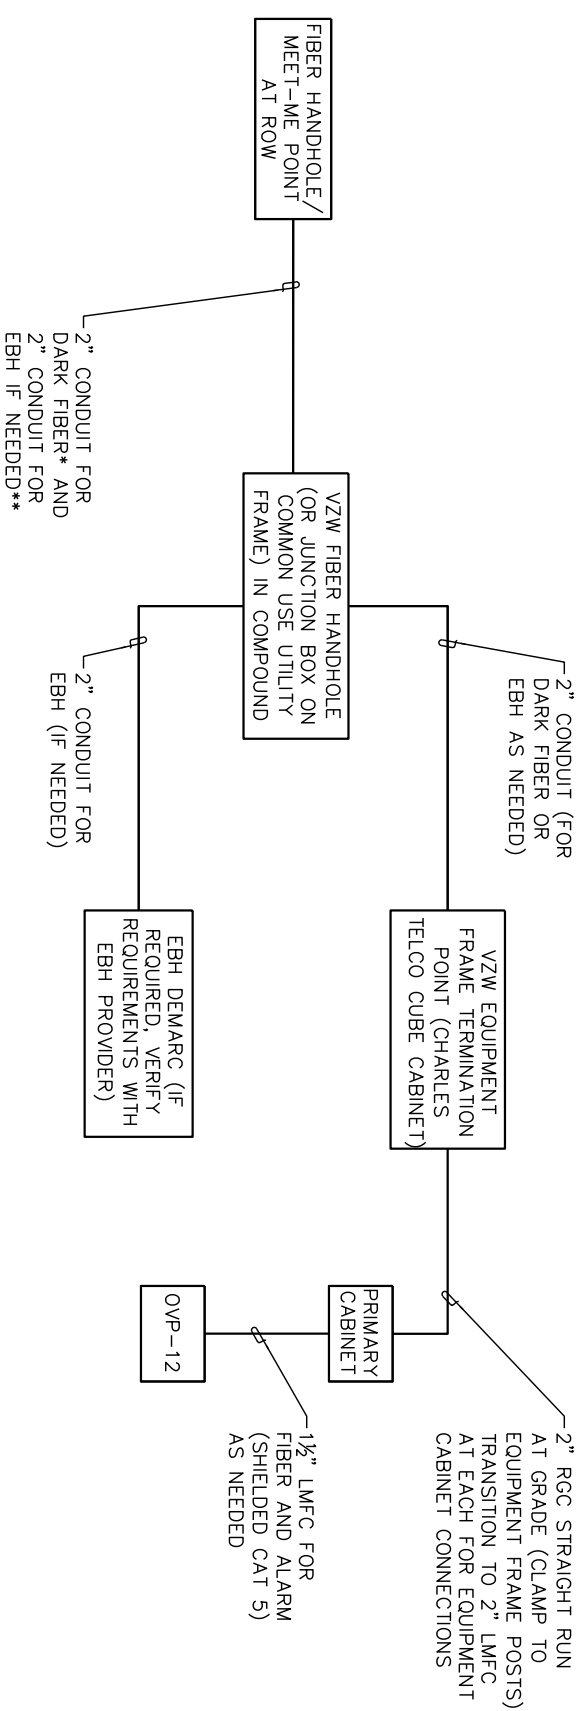 FIBER HANDHOLE/
MEET-ME POINT
AT ROW
2" CONDUIT FOR
DARK FIBER* AND
2" CONDUIT FOR
EBH IF NEEDED**
VZW FIBER HANDHOLE
(OR JUNCTION BOX ON
COMMON USE UTILITY
FRAME) IN COMPOUND
2" CONDUIT (FOR
DARK FIBER OR
EBH AS NEEDED)
2" CONDUIT FOR
EBH (IF NEEDED)
VZW EQUIPMENT
FRAME TERMINATION
POINT (CHARLES
TELCO CUBE CABINET)
EBH DEMARC (IF
REQUIRED, VERIFY
REQUIREMENTS WITH
EBH PROVIDER)
2" RGC STRAIGHT RUN
AT GRADE (CLAMP TO
EQUIPMENT FRAME POSTS)
TRANSITION TO 2" LMFC
AT EACH FOR EQUIPMENT
CABINET CONNECTIONS
PRIMARY
CABINET
1½" LMFC FOR
FIBER AND ALARM
(SHIELDED CAT 5)
AS NEEDED
OVP-12